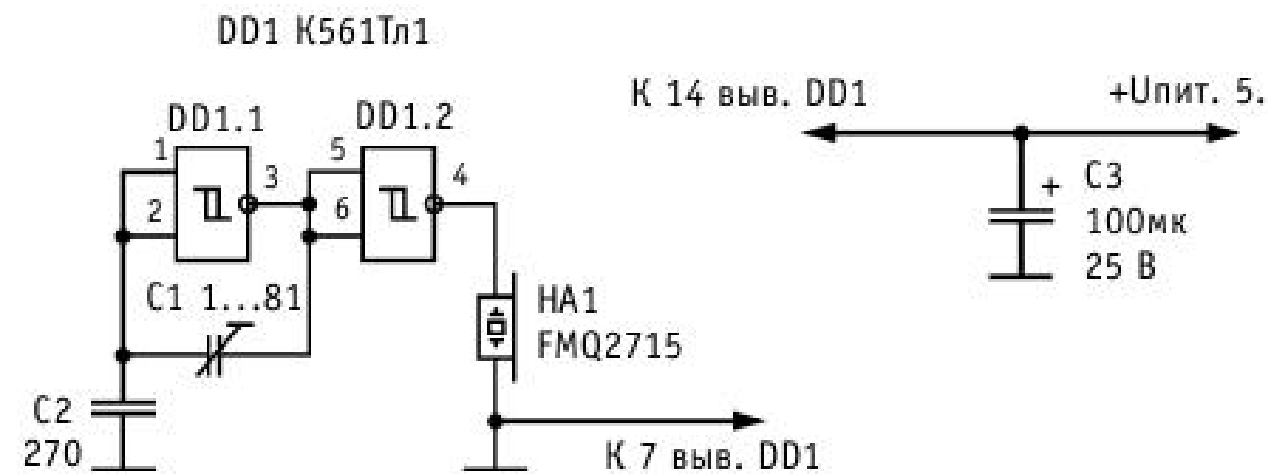 DD1 К561Тл1
К 14 выв. DD1
+Uпит. 5.
DD1.1
DD1.2
1
2
3
5
6
4
C1 1...81
+ C3
100мк
25 В
HA1
FMQ2715
C2
270
К 7 выв. DD1